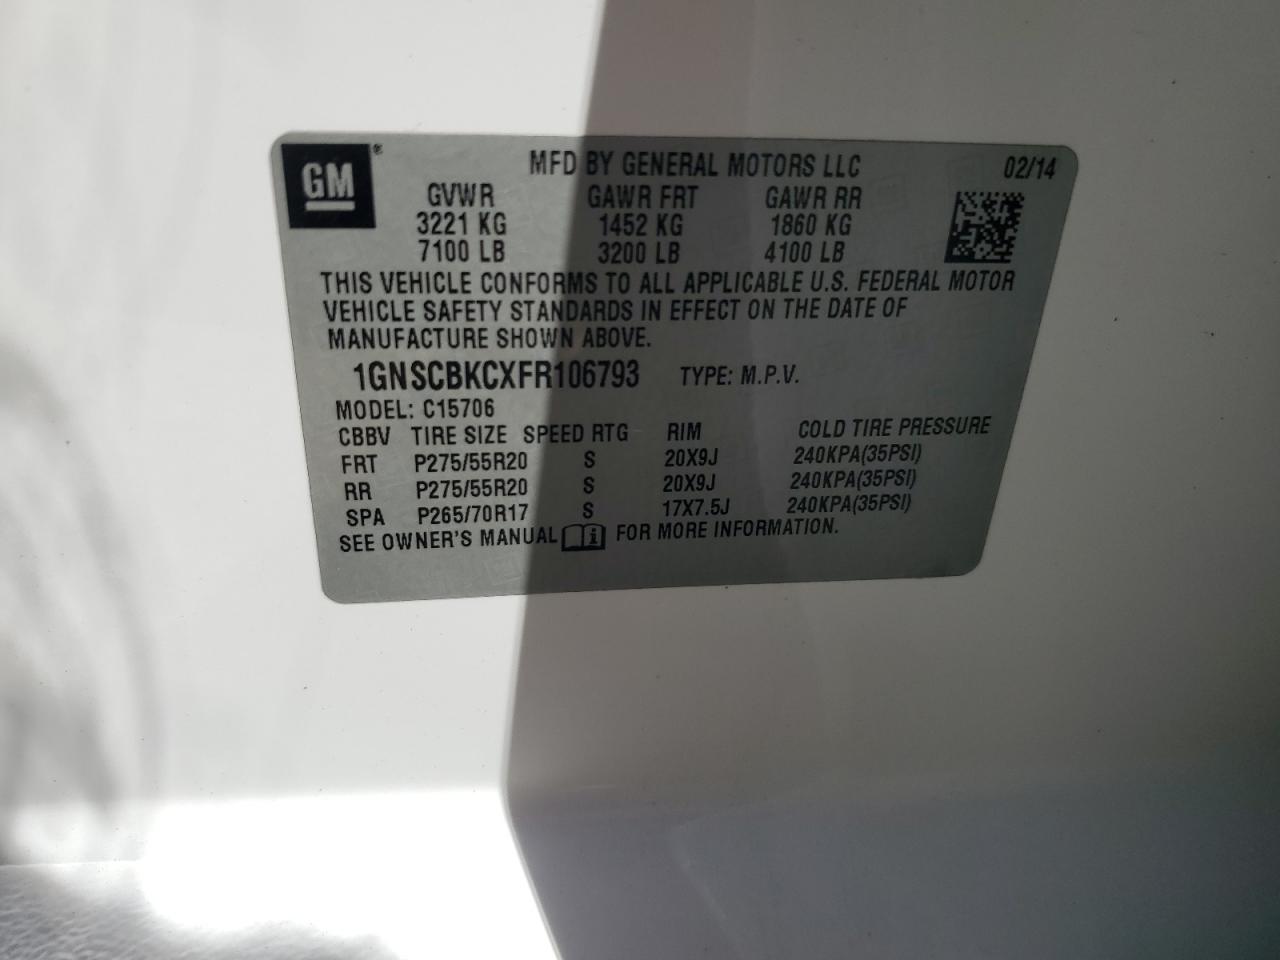 GM® MFD BY GENERAL MOTORS LLC 02/14
GVWR GAWR FRT GAWR RR
3221 KG 1452 KG 1860 KG
7100 LB 3200 LB 4100 LB
THIS VEHICLE CONFORMS TO ALL APPLICABLE U.S. FEDERAL MOTOR
VEHICLE SAFETY STANDARDS IN EFFECT ON THE DATE OF
MANUFACTURE SHOWN ABOVE.
1GNSCBKCXFR106793 TYPE: M.P.V.
MODEL: C15706
CBBV TIRE SIZE SPEED RTG RIM COLD TIRE PRESSURE
FRT P275/55R20 S 20X9J 240KPA(35PSI)
RR P275/55R20 S 20X9J 240KPA(35PSI)
SPA P265/70R17 S 17X7.5J 240KPA(35PSI)
SEE OWNER'S MANUAL i FOR MORE INFORMATION.